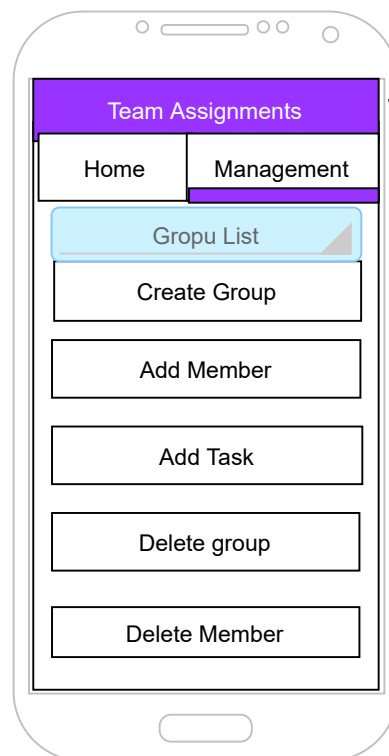 Team Assignments
Home Management
Gropu List
Create Group
Add Member
Add Task
Delete group
Delete Member